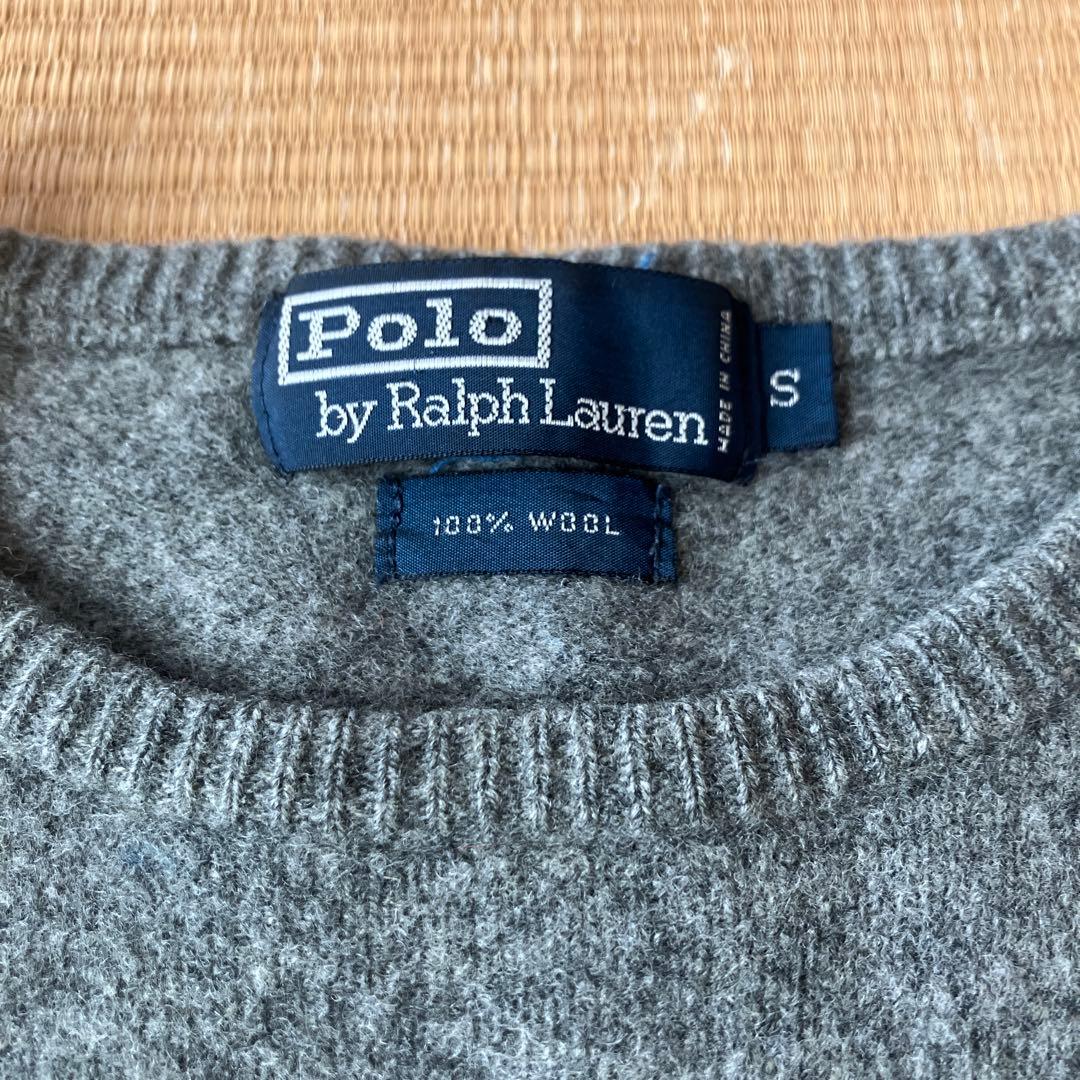 Polo
by Ralph Lauren
MADE IN CHINA
S
100% WOOL